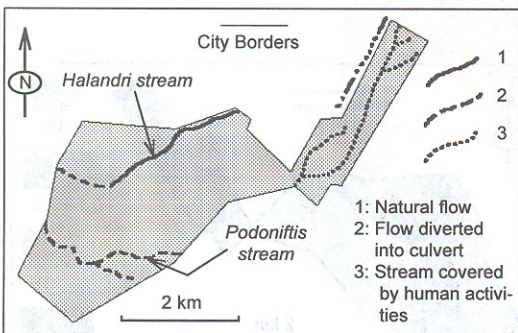 City Borders
N
Halandri stream
1
2
3
Podoniftis
stream
1: Natural flow
2: Flow diverted
into culvert
3: Stream covered
by human activi-
ties
2 km